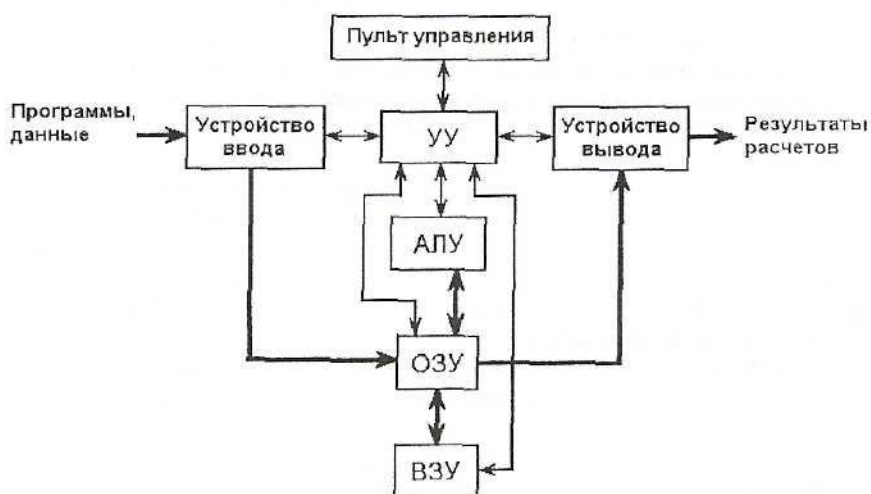 Пульт управления
Программы,
данные
Устройство
ввода
УУ
Устройство
вывода
Результаты
расчетов
АЛУ
ОЗУ
ВЗУ